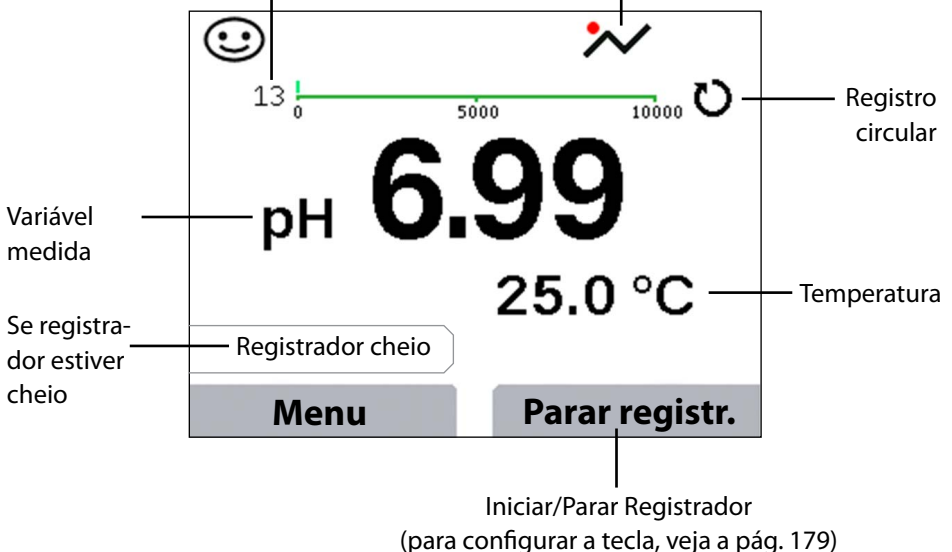 13
0 5000 10000
Registro
circular
Variável
medida
pH 6.99
25.0 °C
Temperatura
Se registra-
dor estiver
cheio
Registrador cheio
Menu
Parar registr.
Iniciar/Parar Registrador
(para configurar a tecla, veja a pág. 179)